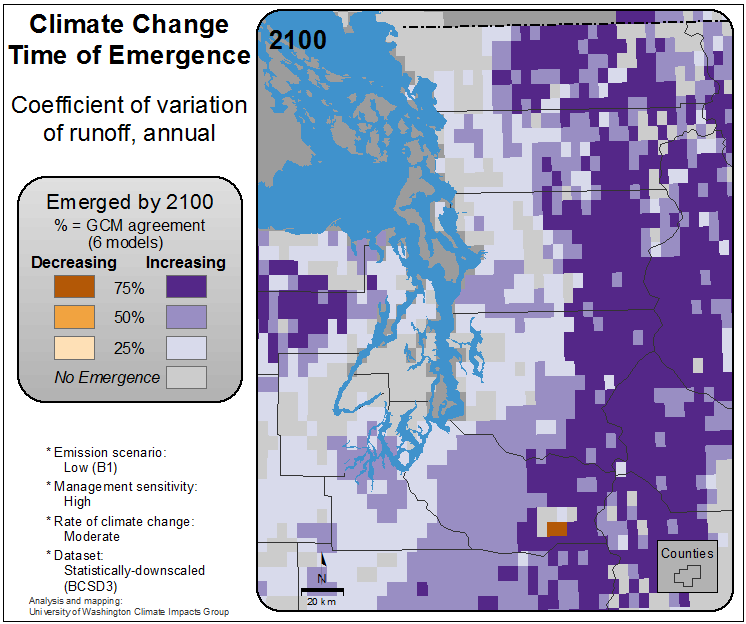 Climate Change
Time of Emergence
Coefficient of variation
of runoff, annual
Emerged by 2100
% = GCM agreement
(6 models)
Decreasing Increasing
75%
50%
25%
No Emergence
* Emission scenario:
Low (B1)
* Management sensitivity:
High
* Rate of climate change:
Moderate
* Dataset:
Statistically-downscaled
(BCSD3)
Analysis and mapping:
University of Washington Climate Impacts Group
2100
N
20 km
Counties